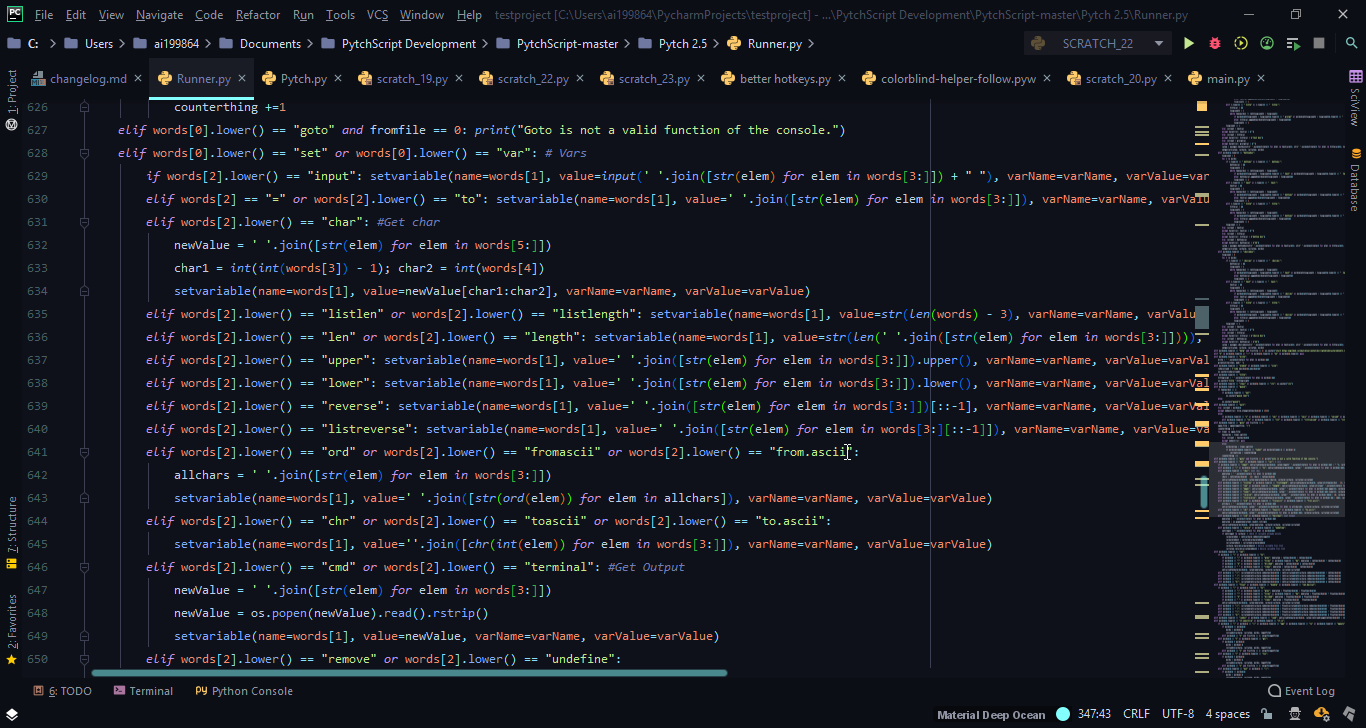 PC File Edit View Navigate Code Refactor Run Tools VCS Window Help testproject [C:\Users\ai199864\PycharmProjects\testproject] - ...\PytchScript Development\PytchScript-master\Pytch 2.5\Runner.py
C: Users ai199864 Documents PytchScript Development PytchScript-master Pytch 2.5 Runner.py SCRATCH_22
changelog.md Runner.py Pytch.py scratch_19.py scratch_22.py scratch_23.py better hotkeys.py colorblind-helper-follow.pyw scratch_20.py main.py
1: Project
SciView
Database
626 counterthing +=1
627 elif words[0].lower() == "goto" and fromfile == 0: print("Goto is not a valid function of the console.")
628 elif words[0].lower() == "set" or words[0].lower() == "var": # Vars
629 if words[2].lower() == "input": setvariable(name=words[1], value=input(' '.join([str(elem) for elem in words[3:]]) + " "), varName=varName, varValue=var
630 elif words[2] == "=" or words[2].lower() == "to": setvariable(name=words[1], value=' '.join([str(elem) for elem in words[3:]]), varName=varName, varValu
631 elif words[2].lower() == "char": #Get char
632 newValue = ' '.join([str(elem) for elem in words[5:]])
633 char1 = int(int(words[3]) - 1); char2 = int(words[4])
634 setvariable(name=words[1], value=newValue[char1:char2], varName=varName, varValue=varValue)
635 elif words[2].lower() == "listlen" or words[2].lower() == "listlength": setvariable(name=words[1], value=str(len(words) - 3), varName=varName, varValu
636 elif words[2].lower() == "len" or words[2].lower() == "length": setvariable(name=words[1], value=str(len(' '.join([str(elem) for elem in words[3:]]))),
637 elif words[2].lower() == "upper": setvariable(name=words[1], value=' '.join([str(elem) for elem in words[3:]]).upper(), varName=varName, varValue=varVal
638 elif words[2].lower() == "lower": setvariable(name=words[1], value=' '.join([str(elem) for elem in words[3:]]).lower(), varName=varName, varValue=varVal
639 elif words[2].lower() == "reverse": setvariable(name=words[1], value=' '.join([str(elem) for elem in words[3:]])[::-1], varName=varName, varValue=varVal
640 elif words[2].lower() == "listreverse": setvariable(name=words[1], value=' '.join([str(elem) for elem in words[3:][::-1]]), varName=varName, varValue=va
641 elif words[2].lower() == "ord" or words[2].lower() == "fromascii" or words[2].lower() == "from.ascii":
642 allchars = ' '.join([str(elem) for elem in words[3:]])
643 setvariable(name=words[1], value=' '.join([str(ord(elem)) for elem in allchars]), varName=varName, varValue=varValue)
644 elif words[2].lower() == "chr" or words[2].lower() == "toascii" or words[2].lower() == "to.ascii":
645 setvariable(name=words[1], value=''.join([chr(int(elem)) for elem in words[3:]]), varName=varName, varValue=varValue)
646 elif words[2].lower() == "cmd" or words[2].lower() == "terminal": #Get Output
647 newValue = ' '.join([str(elem) for elem in words[3:]])
648 newValue = os.popen(newValue).read().rstrip()
649 setvariable(name=words[1], value=newValue, varName=varName, varValue=varValue)
650 elif words[2].lower() == "remove" or words[2].lower() == "undefine":
7: Structure
2: Favorites
6: TODO Terminal Python Console Event Log
Material Deep Ocean 347:43 CRLF UTF-8 4 spaces